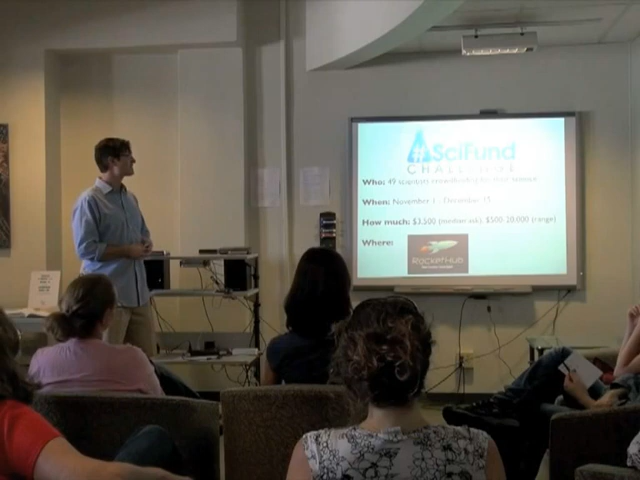 #SciFund
CHALLENGE
Who: 49 scientists crowdfunding for their science
When: November 1 - December 15
How much: $3,500 (median ask), $500-20,000 (range)
Where:
RocketHub